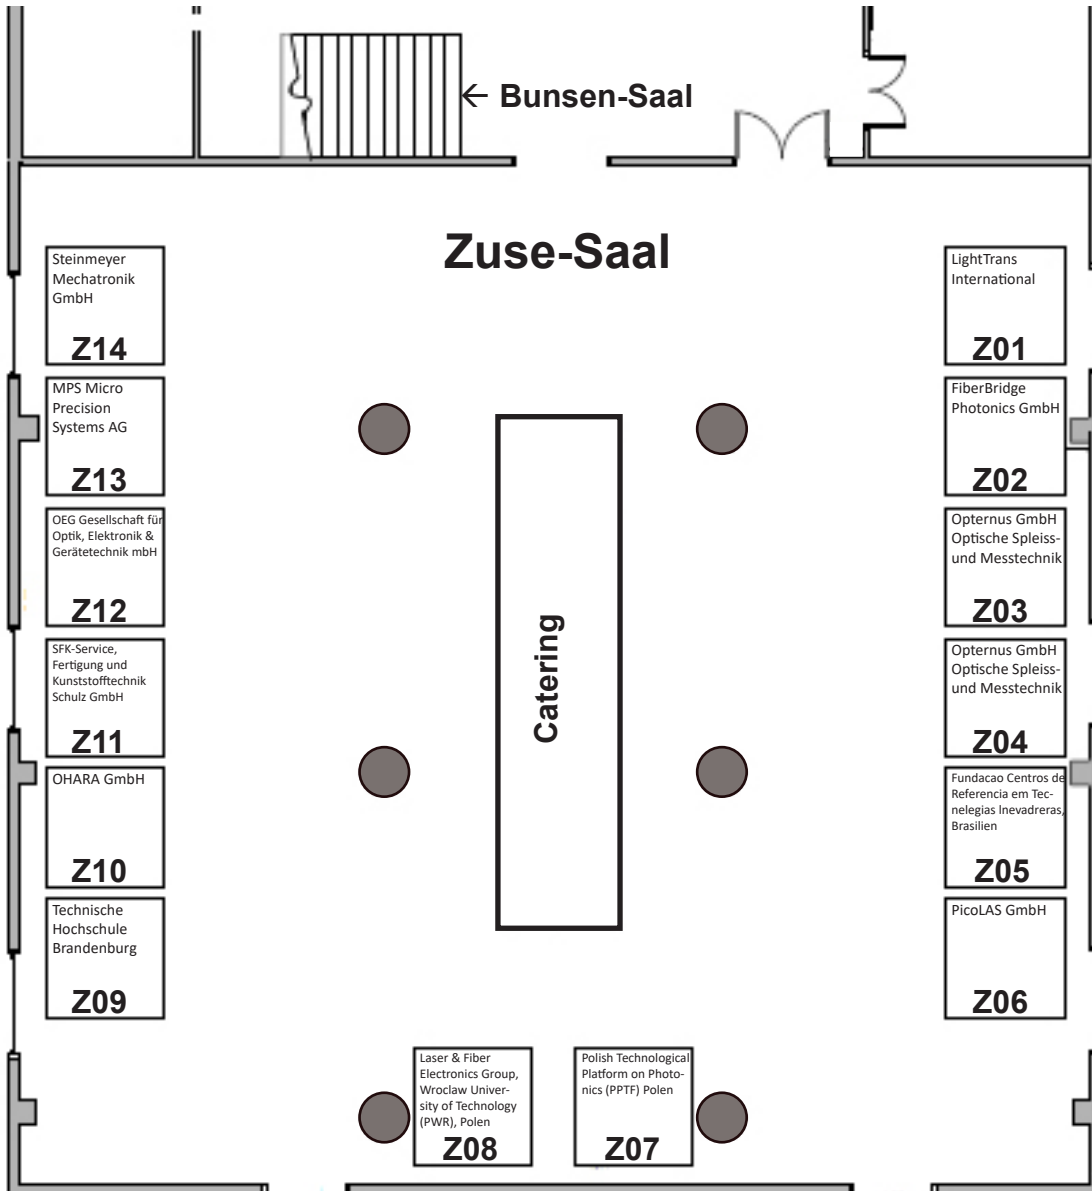 ← Bunsen-Saal
Zuse-Saal
Steinmeyer
Mechatronik
GmbH
Z14
LightTrans
International
Z01
MPS Micro
Precision
Systems AG
Z13
FiberBridge
Photonics GmbH
Z02
OEG Gesellschaft für
Optik, Elektronik &
Gerätetechnik mbH
Z12
Opternus GmbH
Optische Spleiss-
und Messtechnik
Z03
SFK-Service,
Fertigung und
Kunststofftechnik
Schulz GmbH
Z11
Opternus GmbH
Optische Spleiss-
und Messtechnik
Z04
Catering
OHARA GmbH
Z10
Fundacao Centros de
Referencia em Tec-
nelegias Inevadreras,
Brasilien
Z05
Technische
Hochschule
Brandenburg
Z09
PicoLAS GmbH
Z06
Laser & Fiber
Electronics Group,
Wroclaw Univer-
sity of Technology
(PWR), Polen
Z08
Polish Technological
Platform on Photo-
nics (PPTF) Polen
Z07